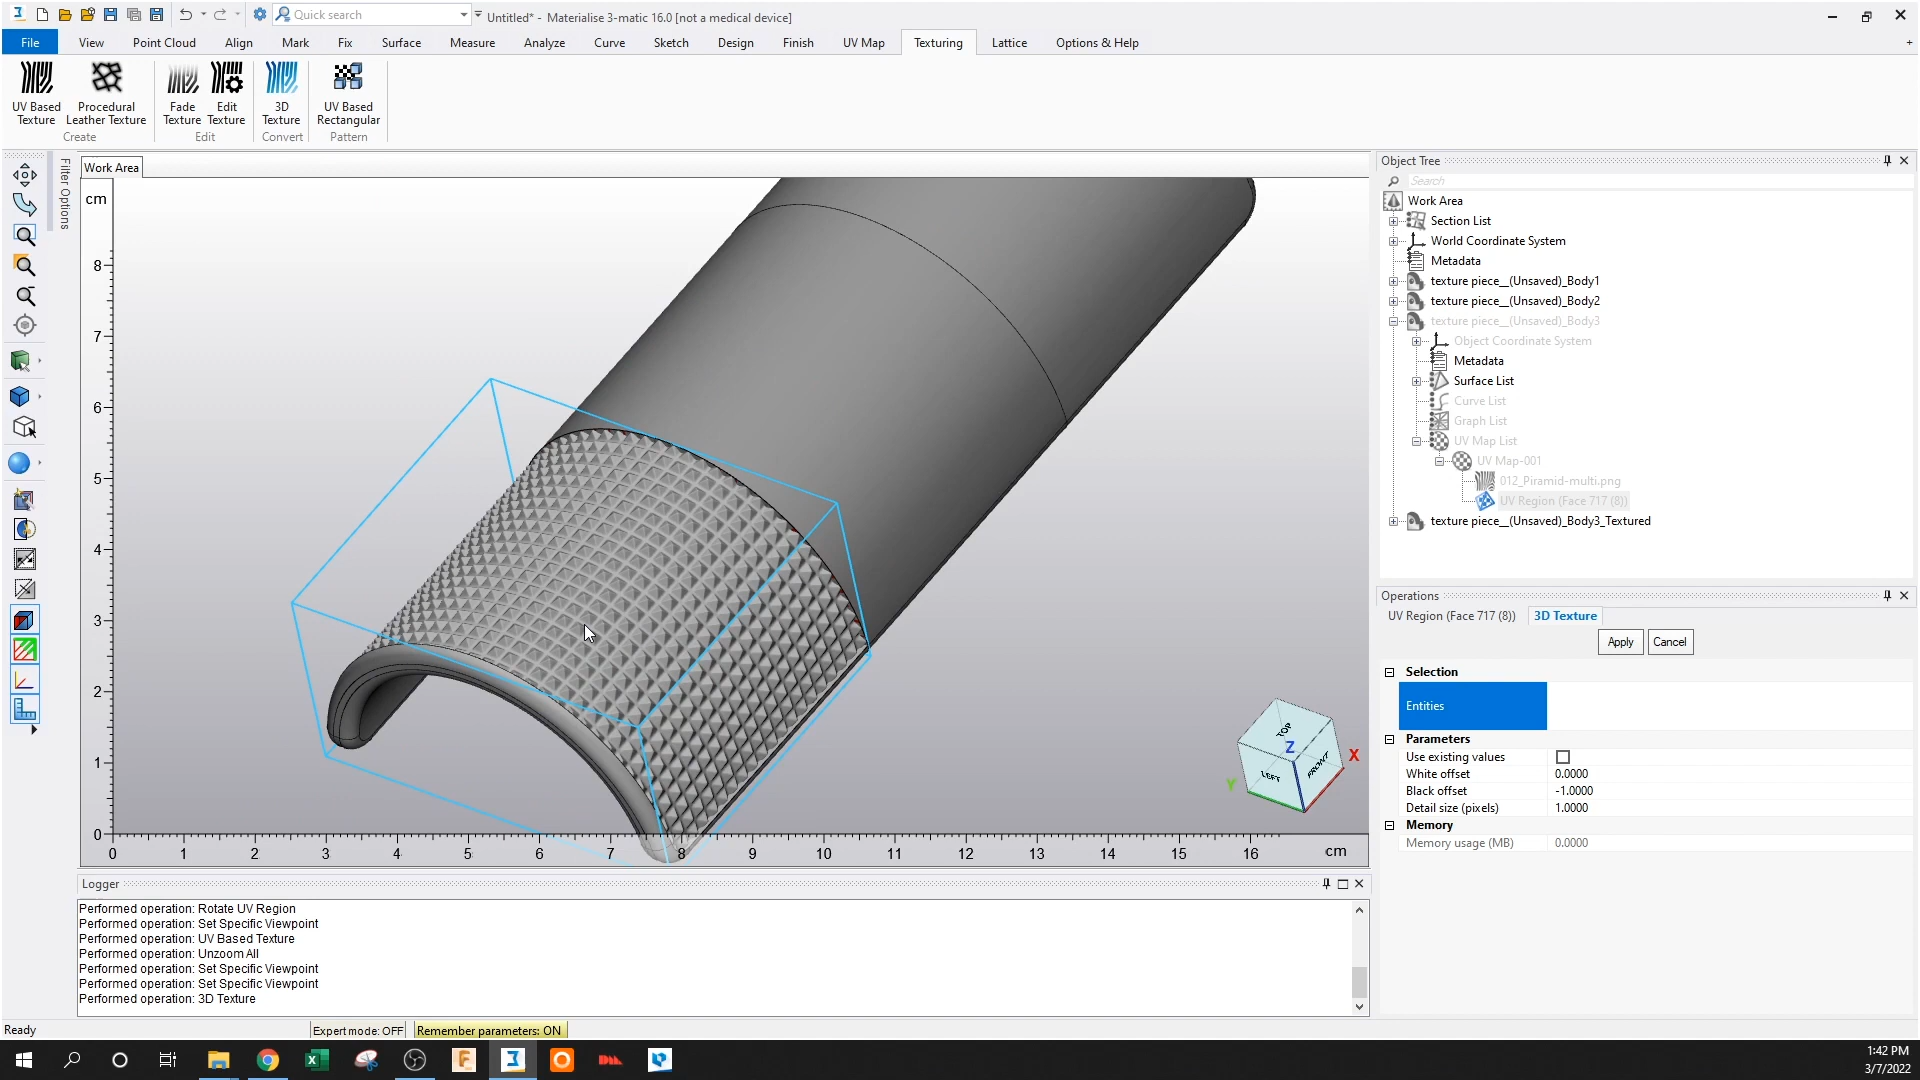 Quick search
Untitled* - Materialise 3-matic 16.0 [not a medical device]
File View Point Cloud Align Mark Fix Surface Measure Analyze Curve Sketch Design Finish UV Map Texturing Lattice Options & Help
UV Based Texture
Procedural Leather Texture
Fade Texture
Edit Texture
3D Texture
UV Based Rectangular
Create Edit Convert Pattern
Filter Options
Work Area
cm
8
7
6
5
4
3
2
1
0
0 1 2 3 4 5 6 7 8 9 10 11 12 13 14 15 16 cm
TOP
LEFT
FRONT
Z
X
Y
Object Tree
Search
Work Area
Section List
World Coordinate System
Metadata
texture piece__(Unsaved)_Body1
texture piece__(Unsaved)_Body2
texture piece__(Unsaved)_Body3
Object Coordinate System
Metadata
Surface List
Curve List
Graph List
UV Map List
UV Map-001
012_Piramid-multi.png
UV Region (Face 717 (8))
texture piece__(Unsaved)_Body3_Textured
Operations
UV Region (Face 717 (8)) 3D Texture
Apply Cancel
Selection
Entities
Parameters
Use existing values
White offset 0.0000
Black offset -1.0000
Detail size (pixels) 1.0000
Memory
Memory usage (MB) 0.0000
Logger
Performed operation: Rotate UV Region
Performed operation: Set Specific Viewpoint
Performed operation: UV Based Texture
Performed operation: Unzoom All
Performed operation: Set Specific Viewpoint
Performed operation: Set Specific Viewpoint
Performed operation: 3D Texture
Ready
Expert mode: OFF
Remember parameters: ON
1:42 PM
3/7/2022